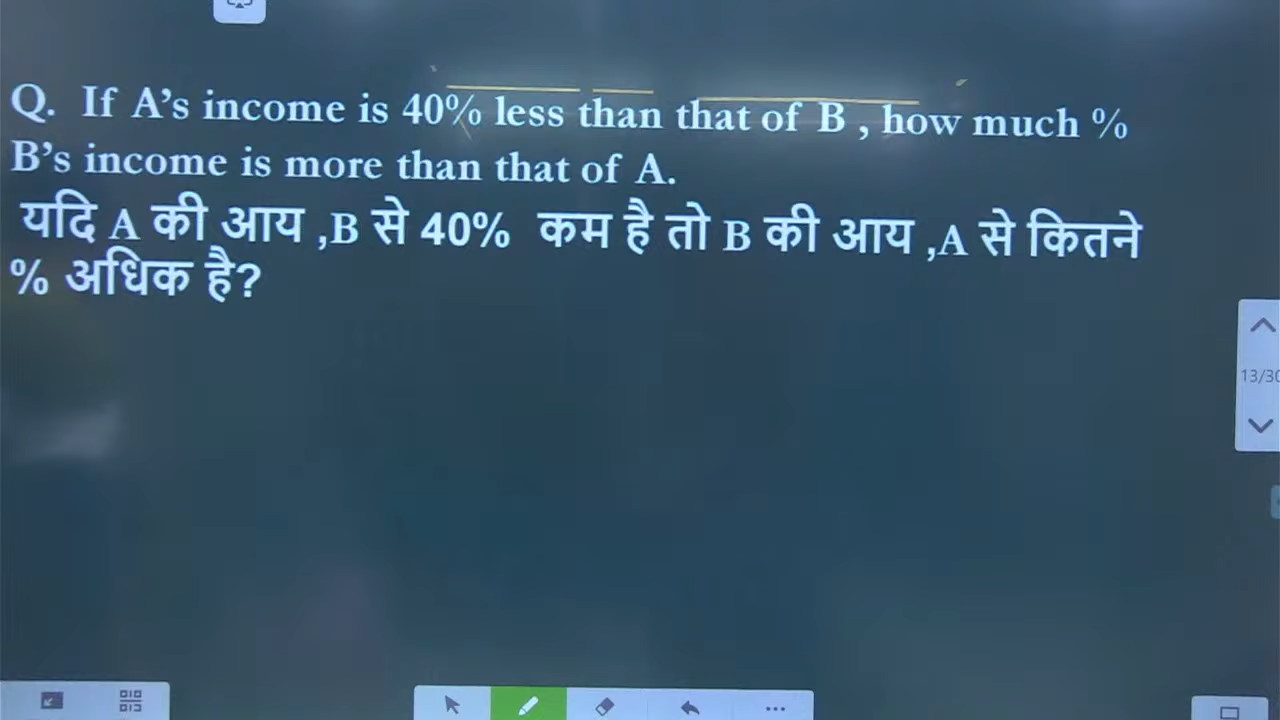 Q. If A’s income is 40% less than that of B , how much %
B’s income is more than that of A.
यदि A की आय ,B से 40% कम है तो B की आय ,A से कितने
% अधिक है?
13/30